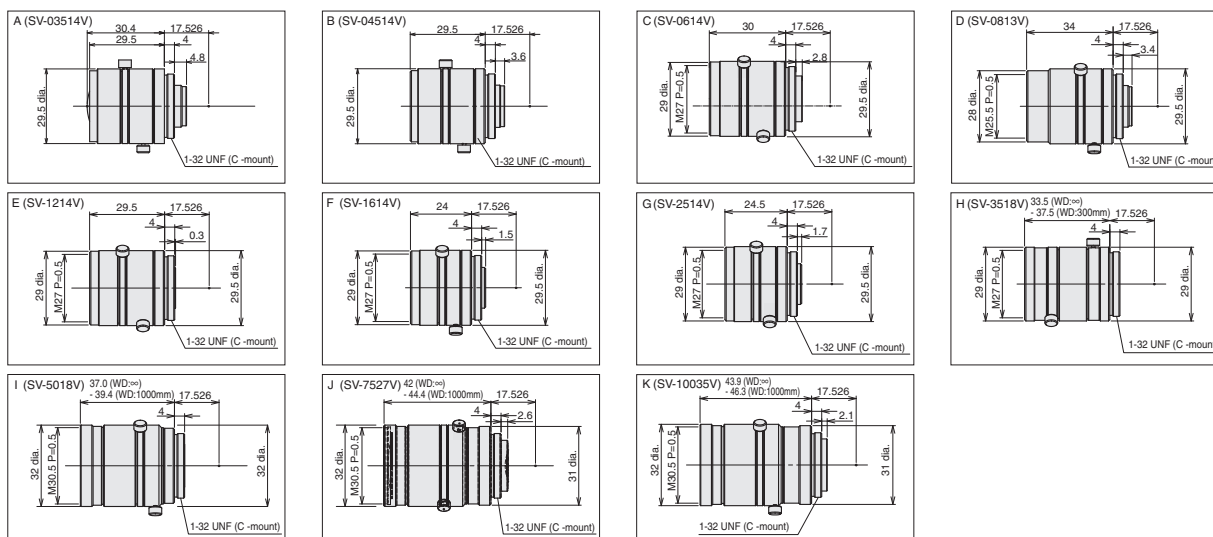 A (SV-03514V)
30.4
17.526
29.5
4
4.8
29.5 dia.
1-32 UNF (C -mount)
B (SV-04514V)
29.5
17.526
4
3.6
29.5 dia.
1-32 UNF (C -mount)
C (SV-0614V)
30
17.526
4
2.8
29 dia.
M27 P=0.5
29.5 dia.
1-32 UNF (C -mount)
D (SV-0813V)
34
17.526
4
3.4
28 dia.
M25.5 P=0.5
29.5 dia.
1-32 UNF (C -mount)
E (SV-1214V)
29.5
17.526
4
0.3
29 dia.
M27 P=0.5
29.5 dia.
1-32 UNF (C -mount)
F (SV-1614V)
24
17.526
4
1.5
29 dia.
M27 P=0.5
29.5 dia.
1-32 UNF (C -mount)
G (SV-2514V)
24.5
17.526
4
1.7
29 dia.
M27 P=0.5
29.5 dia.
1-32 UNF (C -mount)
H (SV-3518V) 33.5 (WD:∞)
- 37.5 (WD:300mm)
17.526
4
29 dia.
M27 P=0.5
29 dia.
1-32 UNF (C -mount)
I (SV-5018V) 37.0 (WD:∞)
- 39.4 (WD:1000mm)
17.526
4
32 dia.
M30.5 P=0.5
32 dia.
1-32 UNF (C -mount)
J (SV-7527V) 42 (WD:∞)
- 44.4 (WD:1000mm)
17.526
4
2.6
32 dia.
M30.5 P=0.5
31 dia.
1-32 UNF (C -mount)
K (SV-10035V) 43.9 (WD:∞)
- 46.3 (WD:1000mm)
17.526
4
2.1
32 dia.
M30.5 P=0.5
31 dia.
1-32 UNF (C -mount)